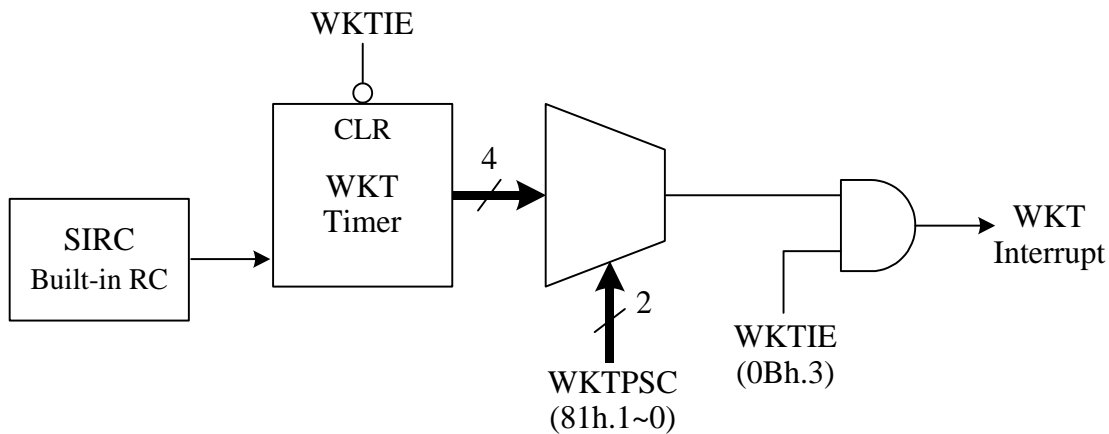 WKTIE
CLR
WKT
Timer
4
SIRC
Built-in RC
WKT
Interrupt
2
WKTIE
(0Bh.3)
WKTPSC
(81h.1~0)